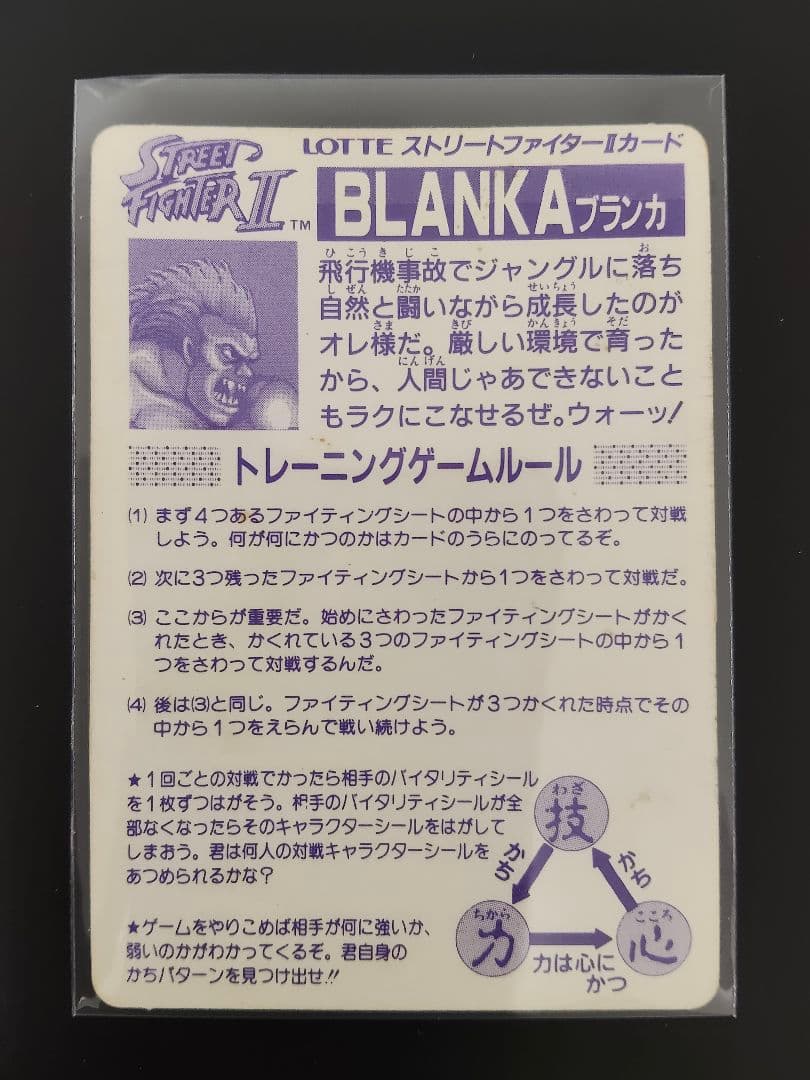 STREET FIGHTER II TM
LOTTE ストリートファイターⅡカード
BLANKA ブランカ
飛行機事故でジャングルに落ち
自然と闘いながら成長したのが
オレ様だ。厳しい環境で育った
から、人間じゃあできないこと
もラクにこなせるぜ。ウォーッ!
トレーニングゲームルール
(1) まず4つあるファイティングシートの中から1つをさわって対戦
しよう。何が何にかつのかはカードのうらにのってるぞ。
(2) 次に3つ残ったファイティングシートから1つをさわって対戦だ。
(3) ここからが重要だ。始めにさわったファイティングシートがかく
れたとき、かくれている3つのファイティングシートの中から1
つをさわって対戦するんだ。
(4) 後は(3)と同じ。ファイティングシートが3つかくれた時点でその
中から1つをえらんで戦い続けよう。
★1回ごとの対戦でかったら相手のバイタリティシール
を1枚ずつはがそう。相手のバイタリティシールが全
部なくなったらそのキャラクターシールをはがして
しまおう。君は何人の対戦キャラクターシールを
あつめられるかな?
★ゲームをやりこめば相手が何に強いか、
弱いのかがわかってくるぞ。君自身の
かちパターンを見つけ出せ!!
わざ
技
かち
かち
ちから
力
こころ
心
力は心に
かつ